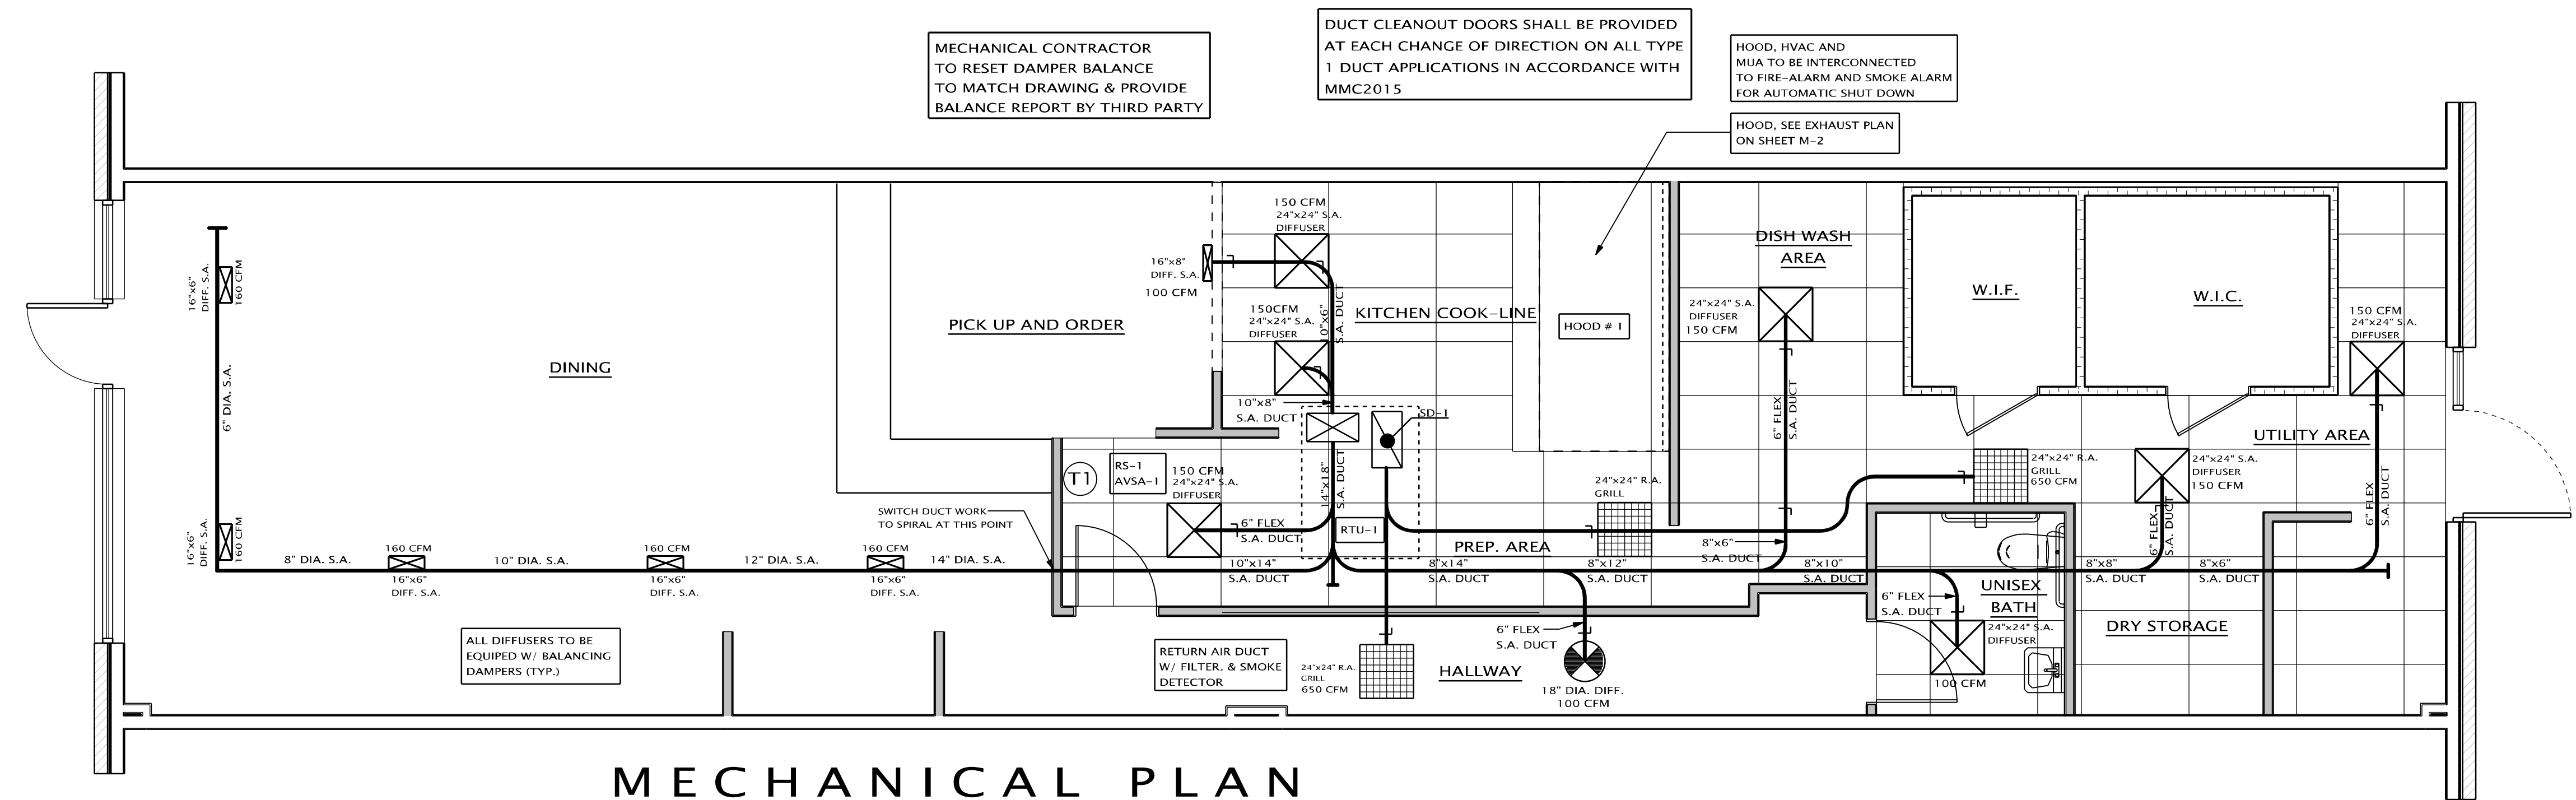 MECHANICAL CONTRACTOR
TO RESET DAMPER BALANCE
TO MATCH DRAWING & PROVIDE
BALANCE REPORT BY THIRD PARTY
DUCT CLEANOUT DOORS SHALL BE PROVIDED
AT EACH CHANGE OF DIRECTION ON ALL TYPE
1 DUCT APPLICATIONS IN ACCORDANCE WITH
MMC2015
HOOD, HVAC AND
MUA TO BE INTERCONNECTED
TO FIRE-ALARM AND SMOKE ALARM
FOR AUTOMATIC SHUT DOWN
HOOD, SEE EXHAUST PLAN
ON SHEET M-2
16"x6"
DIFF. S.A.
160 CFM
6" DIA. S.A.
16"x6"
DIFF. S.A.
160 CFM
DINING
PICK UP AND ORDER
8" DIA. S.A.
160 CFM
16"x6"
DIFF. S.A.
10" DIA. S.A.
160 CFM
16"x6"
DIFF. S.A.
12" DIA. S.A.
160 CFM
16"x6"
DIFF. S.A.
14" DIA. S.A.
SWITCH DUCT WORK
TO SPIRAL AT THIS POINT
ALL DIFFUSERS TO BE
EQUIPED W/ BALANCING
DAMPERS (TYP.)
150 CFM
24"x24" S.A.
DIFFUSER
16"x8"
DIFF. S.A.
100 CFM
150CFM
24"x24" S.A.
DIFFUSER
10"x6"
S.A. DUCT
KITCHEN COOK-LINE
HOOD # 1
10"x8"
S.A. DUCT
SD-1
T1
RS-1
AVSA-1
150 CFM
24"x24" S.A.
DIFFUSER
6" FLEX
S.A. DUCT
14"x18"
S.A. DUCT
RTU-1
24"x24" R.A.
GRILL
PREP. AREA
10"x14"
S.A. DUCT
8"x14"
S.A. DUCT
8"x12"
S.A. DUCT
8"x6"
S.A. DUCT
8"x10"
S.A. DUCT
RETURN AIR DUCT
W/ FILTER. & SMOKE
DETECTOR
24"x24" R.A.
GRILL
650 CFM
HALLWAY
6" FLEX
S.A. DUCT
18" DIA. DIFF.
100 CFM
DISH WASH
AREA
24"x24" S.A.
DIFFUSER
150 CFM
6" FLEX
S.A. DUCT
W.I.F.
W.I.C.
150 CFM
24"x24" S.A.
DIFFUSER
UTILITY AREA
24"x24" R.A.
GRILL
650 CFM
24"x24" S.A.
DIFFUSER
150 CFM
6" FLEX
S.A. DUCT
6" FLEX
S.A. DUCT
UNISEX
BATH
6" FLEX
S.A. DUCT
24"x24" S.A.
DIFFUSER
100 CFM
8"x8"
S.A. DUCT
8"x6"
S.A. DUCT
DRY STORAGE
MECHANICAL PLAN